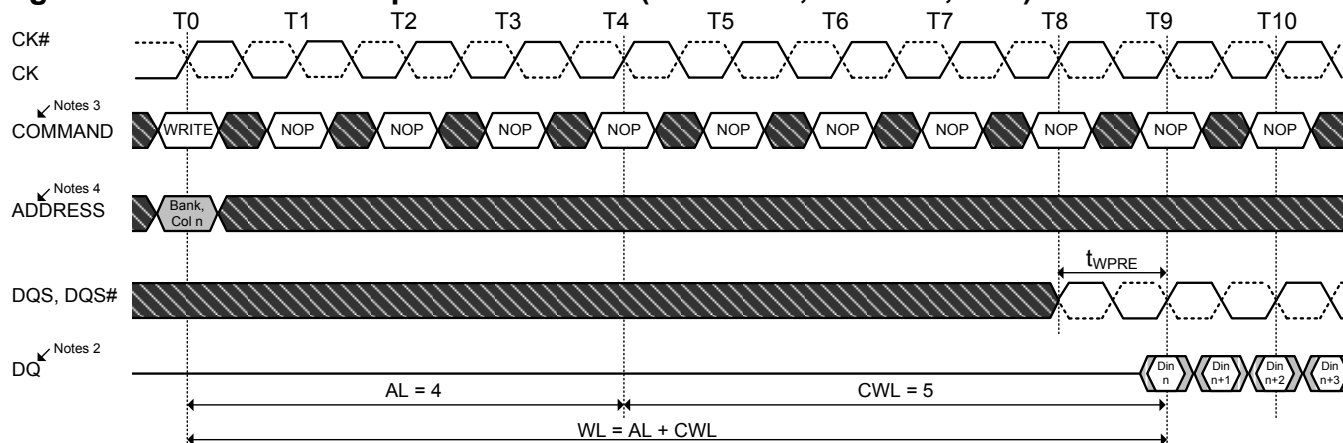 T0 T1 T2 T3 T4 T5 T6 T7 T8 T9 T10
CK#
CK
Notes 3
COMMAND
WRITE NOP NOP NOP NOP NOP NOP NOP NOP NOP NOP
Notes 4
ADDRESS
Bank,
Col n
tWPRE
DQS, DQS#
Notes 2
DQ
Din
n
Din
n+1
Din
n+2
Din
n+3
AL = 4
CWL = 5
WL = AL + CWL